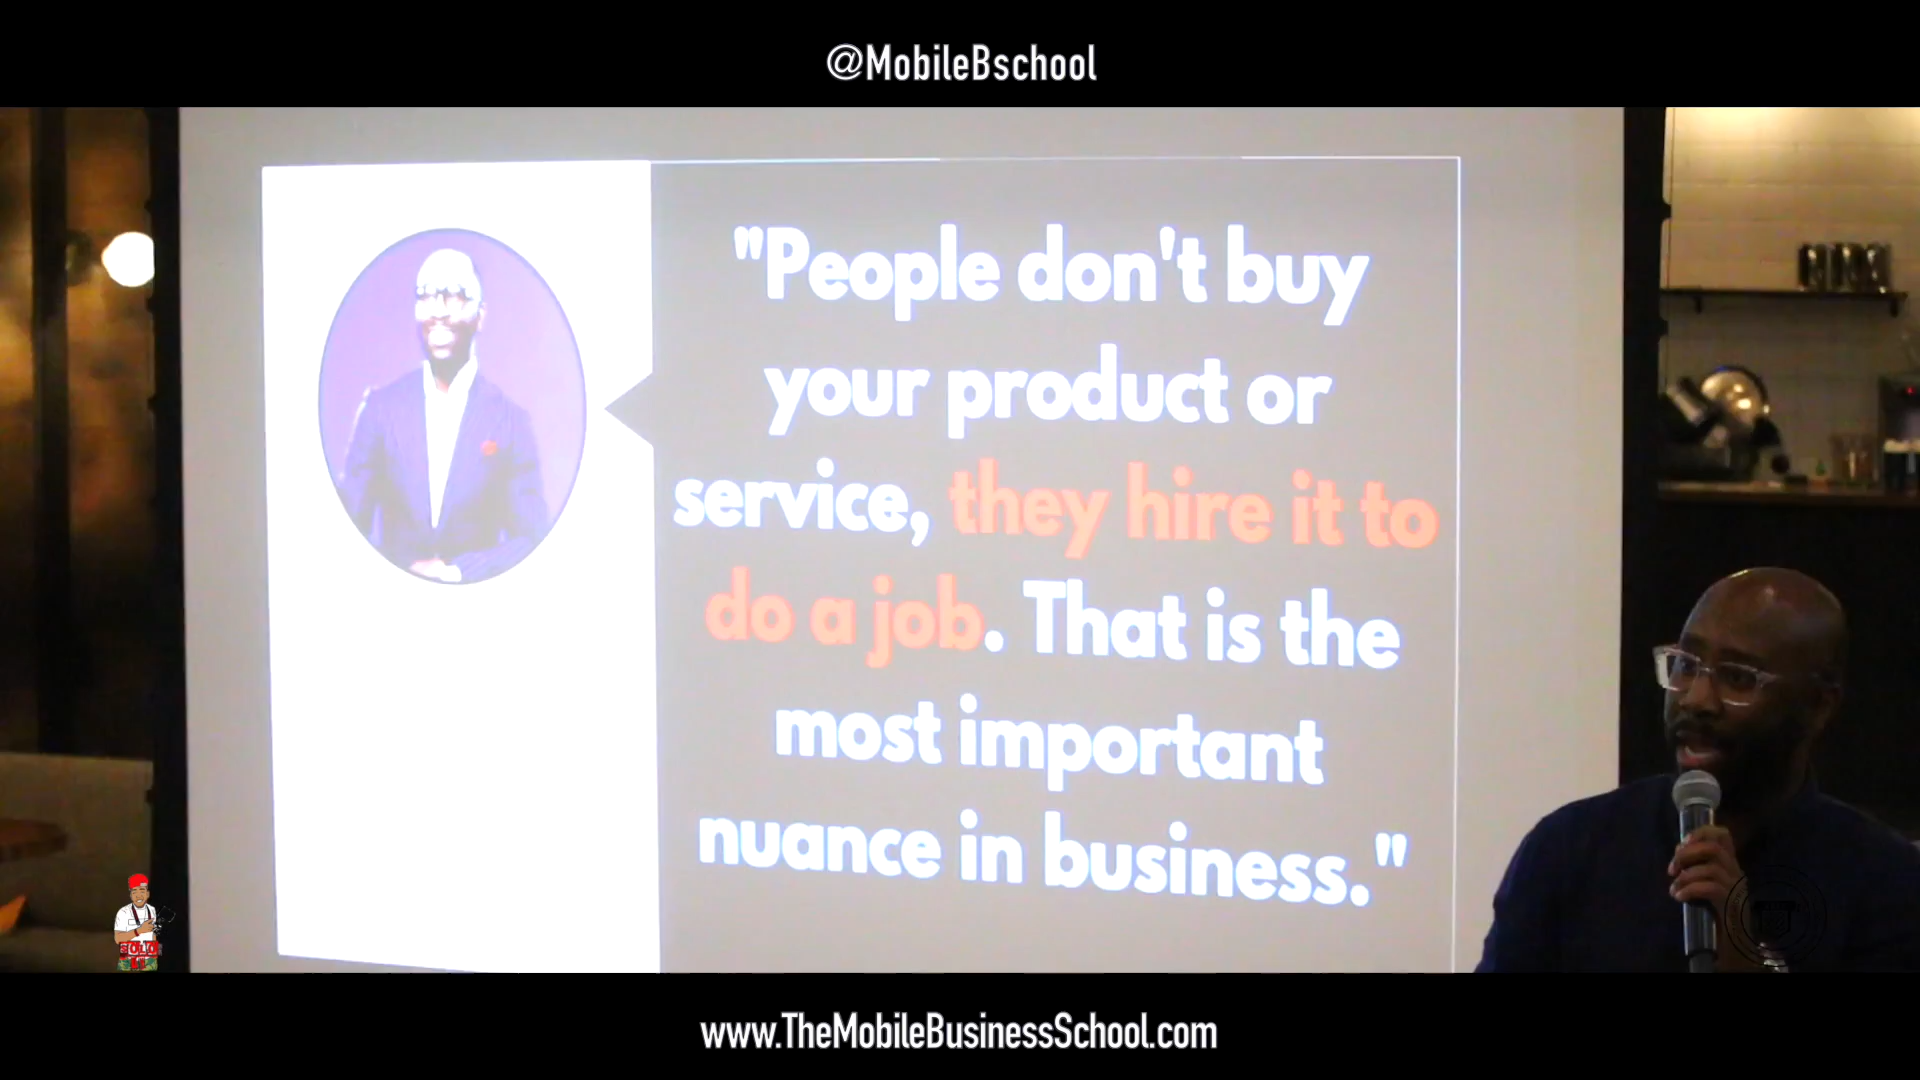 @MobileBschool
"People don't buy
your product or
service, they hire it to
do a job. That is the
most important
nuance in business."
SOLO
www.TheMobileBusinessSchool.com